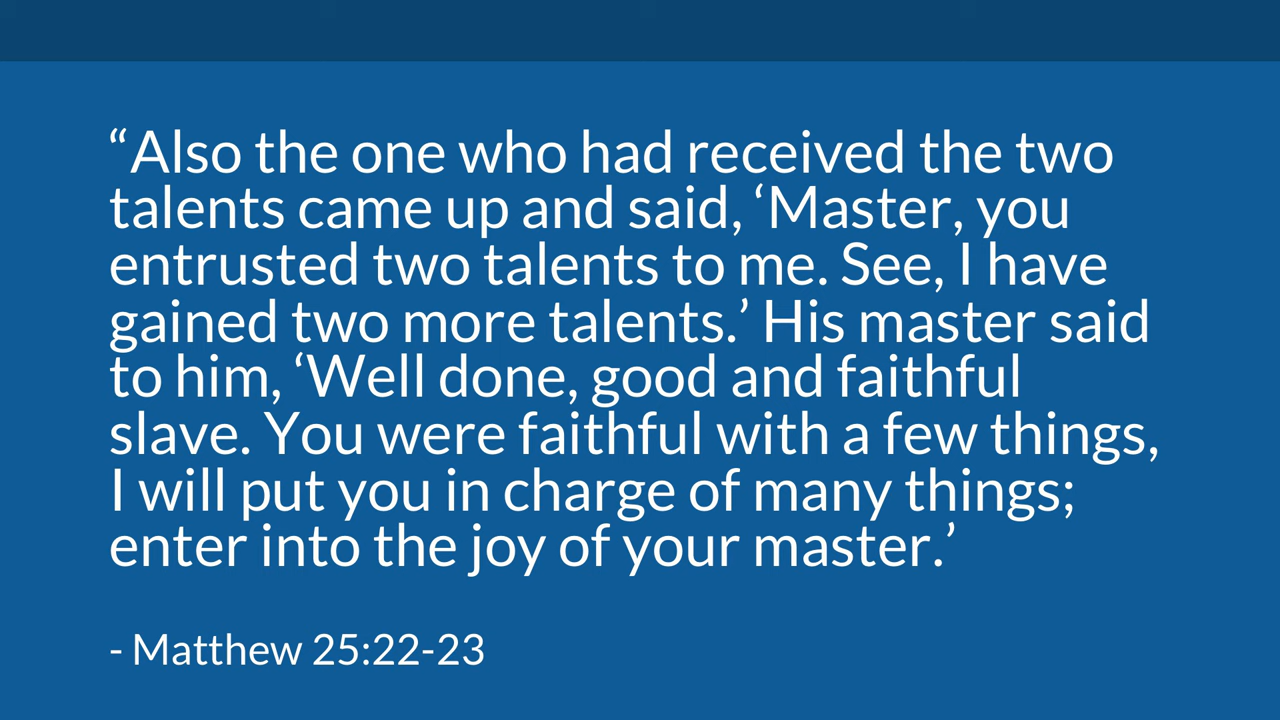 “Also the one who had received the two
talents came up and said, ‘Master, you
entrusted two talents to me. See, I have
gained two more talents.’ His master said
to him, ‘Well done, good and faithful
slave. You were faithful with a few things,
I will put you in charge of many things;
enter into the joy of your master.’
- Matthew 25:22-23